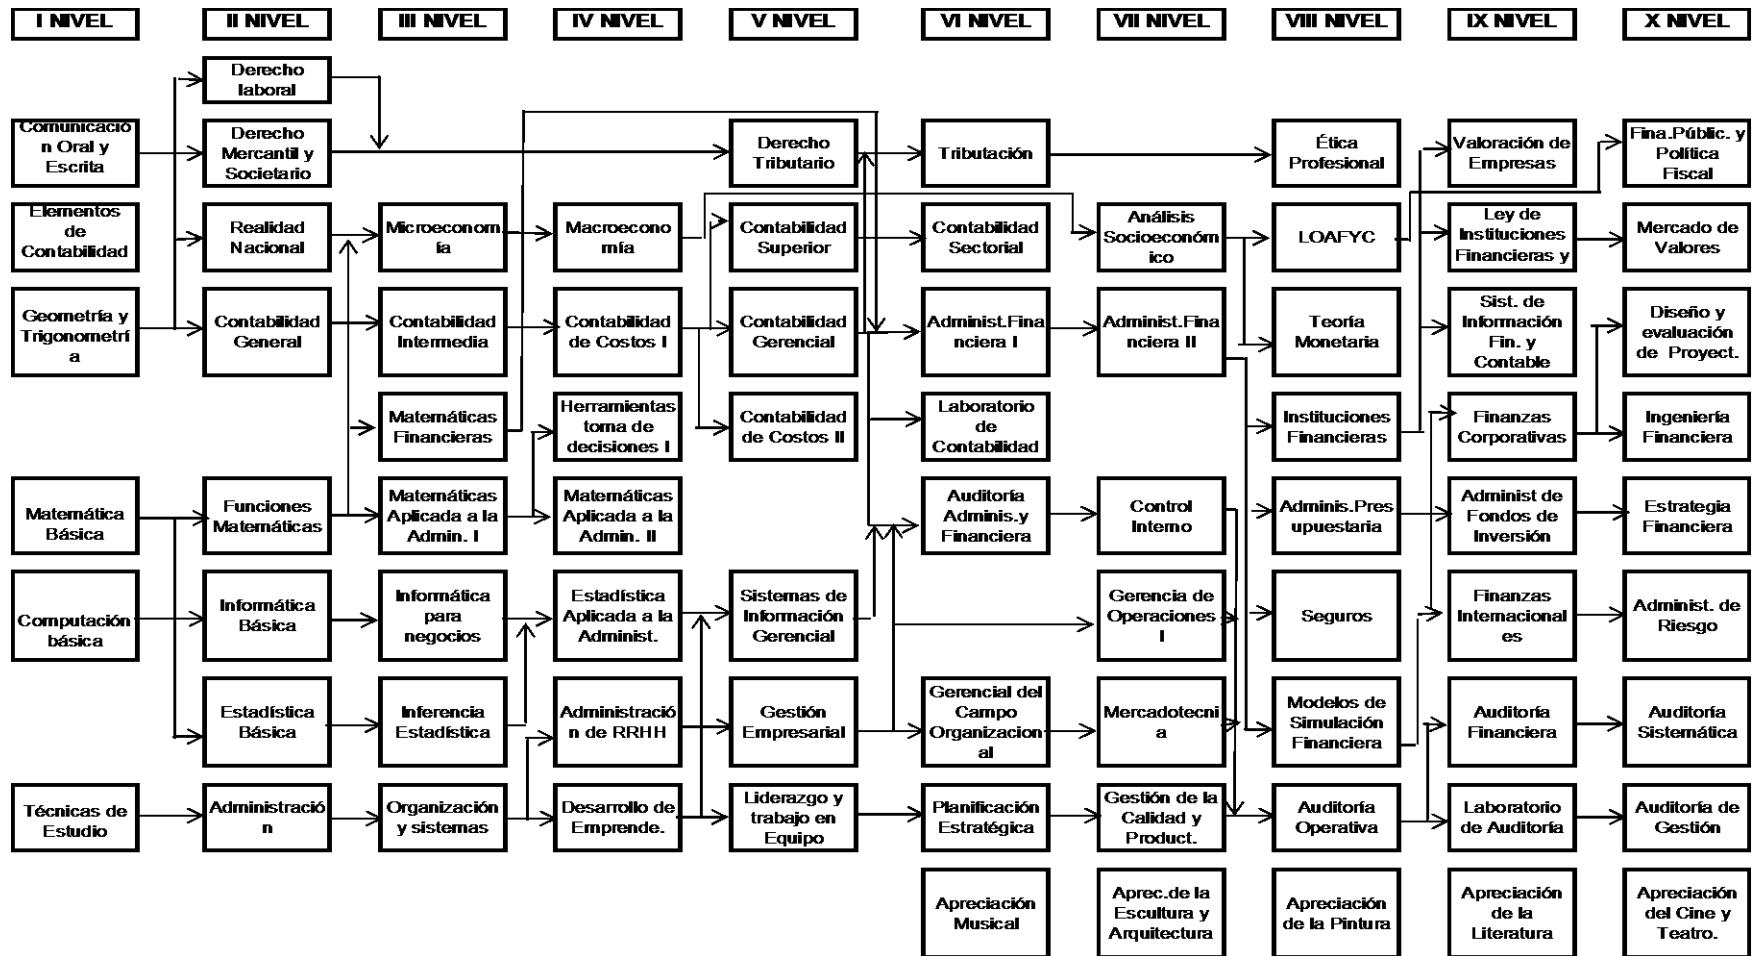 I NIVEL
II NIVEL
III NIVEL
IV NIVEL
V NIVEL
VI NIVEL
VII NIVEL
VIII NIVEL
IX NIVEL
X NIVEL
Derecho
laboral
Comunicació
n Oral y
Escrita
Derecho
Mercantil y
Societario
Derecho
Tributario
Tributación
Ética
Profesional
Valoración de
Empresas
Fina.Públic. y
Política
Fiscal
Elementos
de
Contabilidad
Realidad
Nacional
Microeconom
ía
Macroecono
mía
Contabilidad
Superior
Contabilidad
Sectorial
Análisis
Socioeconóm
ico
LOAFYC
Ley de
Instituciones
Financieras y
Mercado de
Valores
Geometría y
Trigonometrí
a
Contabilidad
General
Contabilidad
Intermedia
Contabilidad
de Costos I
Contabilidad
Gerencial
Administ.Fina
nciera I
Administ.Fina
nciera II
Teoría
Monetaria
Sist. de
Información
Fin. y
Contable
Diseño y
evaluación
de Proyect.
Matemáticas
Financieras
Herramientas
toma de
decisiones I
Contabilidad
de Costos II
Laboratorio
de
Contabilidad
Instituciones
Financieras
Finanzas
Corporativas
Ingeniería
Financiera
Matemática
Básica
Funciones
Matemáticas
Matemáticas
Aplicada a la
Admin. I
Matemáticas
Aplicada a la
Admin. II
Auditoría
Adminis.y
Financiera
Control
Interno
Adminis.Pres
upuestaria
Administ de
Fondos de
Inversión
Estrategia
Financiera
Computación
básica
Informática
Básica
Informática
para
negocios
Estadística
Aplicada a la
Administ.
Sistemas de
Información
Gerencial
Gerencia de
Operaciones
I
Seguros
Finanzas
Internacional
es
Administ. de
Riesgo
Estadística
Básica
Inferencia
Estadística
Administració
n de RRHH
Gestión
Empresarial
Gerencial del
Campo
Organizacion
al
Mercadotecni
a
Modelos de
Simulación
Financiera
Auditoría
Financiera
Auditoría
Sistemática
Técnicas de
Estudio
Administració
n
Organización
y sistemas
Desarrollo de
Emprende.
Liderazgo y
trabajo en
Equipo
Planificación
Estratégica
Gestión de la
Calidad y
Product.
Auditoría
Operativa
Laboratorio
de Auditoría
Auditoría de
Gestión
Apreciación
Musical
Aprec.de la
Escultura y
Arquitectura
Apreciación
de la Pintura
Apreciación
de la
Literatura
Apreciación
del Cine y
Teatro.